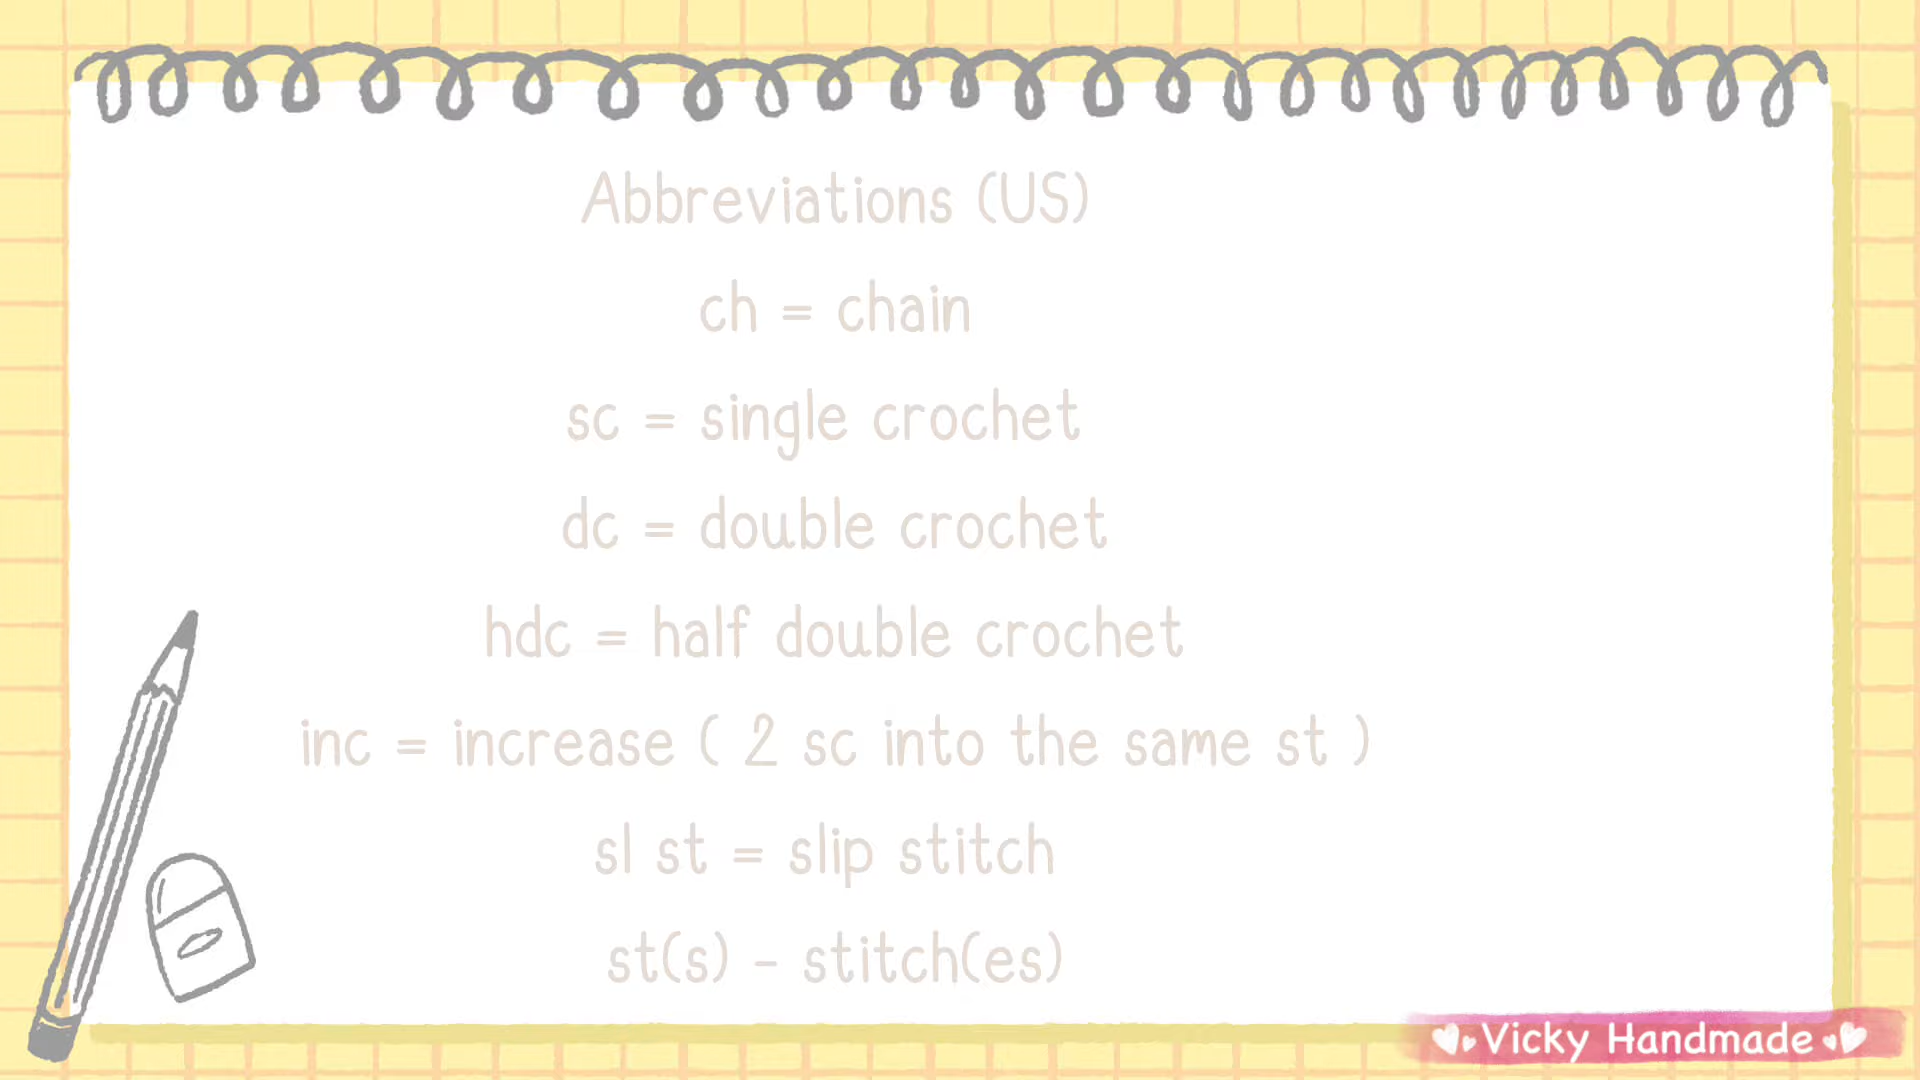 Abbreviations (US)
ch = chain
sc = single crochet
dc = double crochet
hdc = half double crochet
inc = increase ( 2 sc into the same st )
sl st = slip stitch
st(s) - stitch(es)
Vicky Handmade